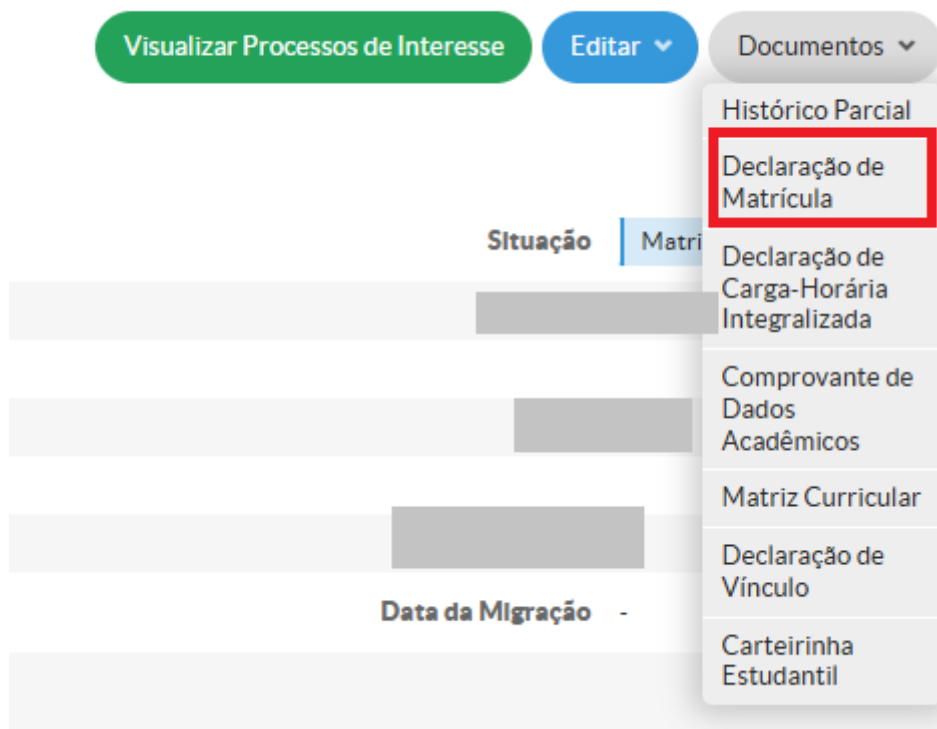 Visualizar Processos de Interesse
Editar
Documentos
Histórico Parcial
Declaração de
Matrícula
Situação
Matri
Declaração de
Carga-Horária
Integralizada
Comprovante de
Dados
Acadêmicos
Matriz Curricular
Declaração de
Vínculo
Data da Migração -
Carteirinha
Estudantil